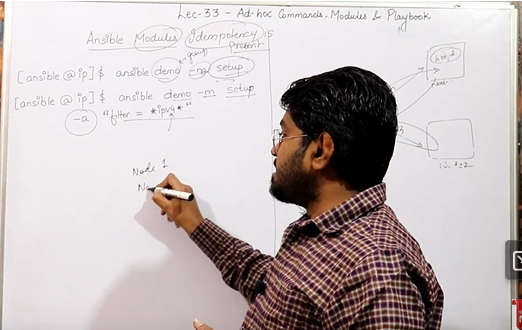 Lec-33 - Ad-hoc Commands, Modules & Playbook
Ansible Modules Idempotency is
Present
group
[ansible @ ip]$ ansible demo -m setup
[ansible @ ip]$ ansible demo -m setup
-a "filter = *ipv4*"
Node 1
No